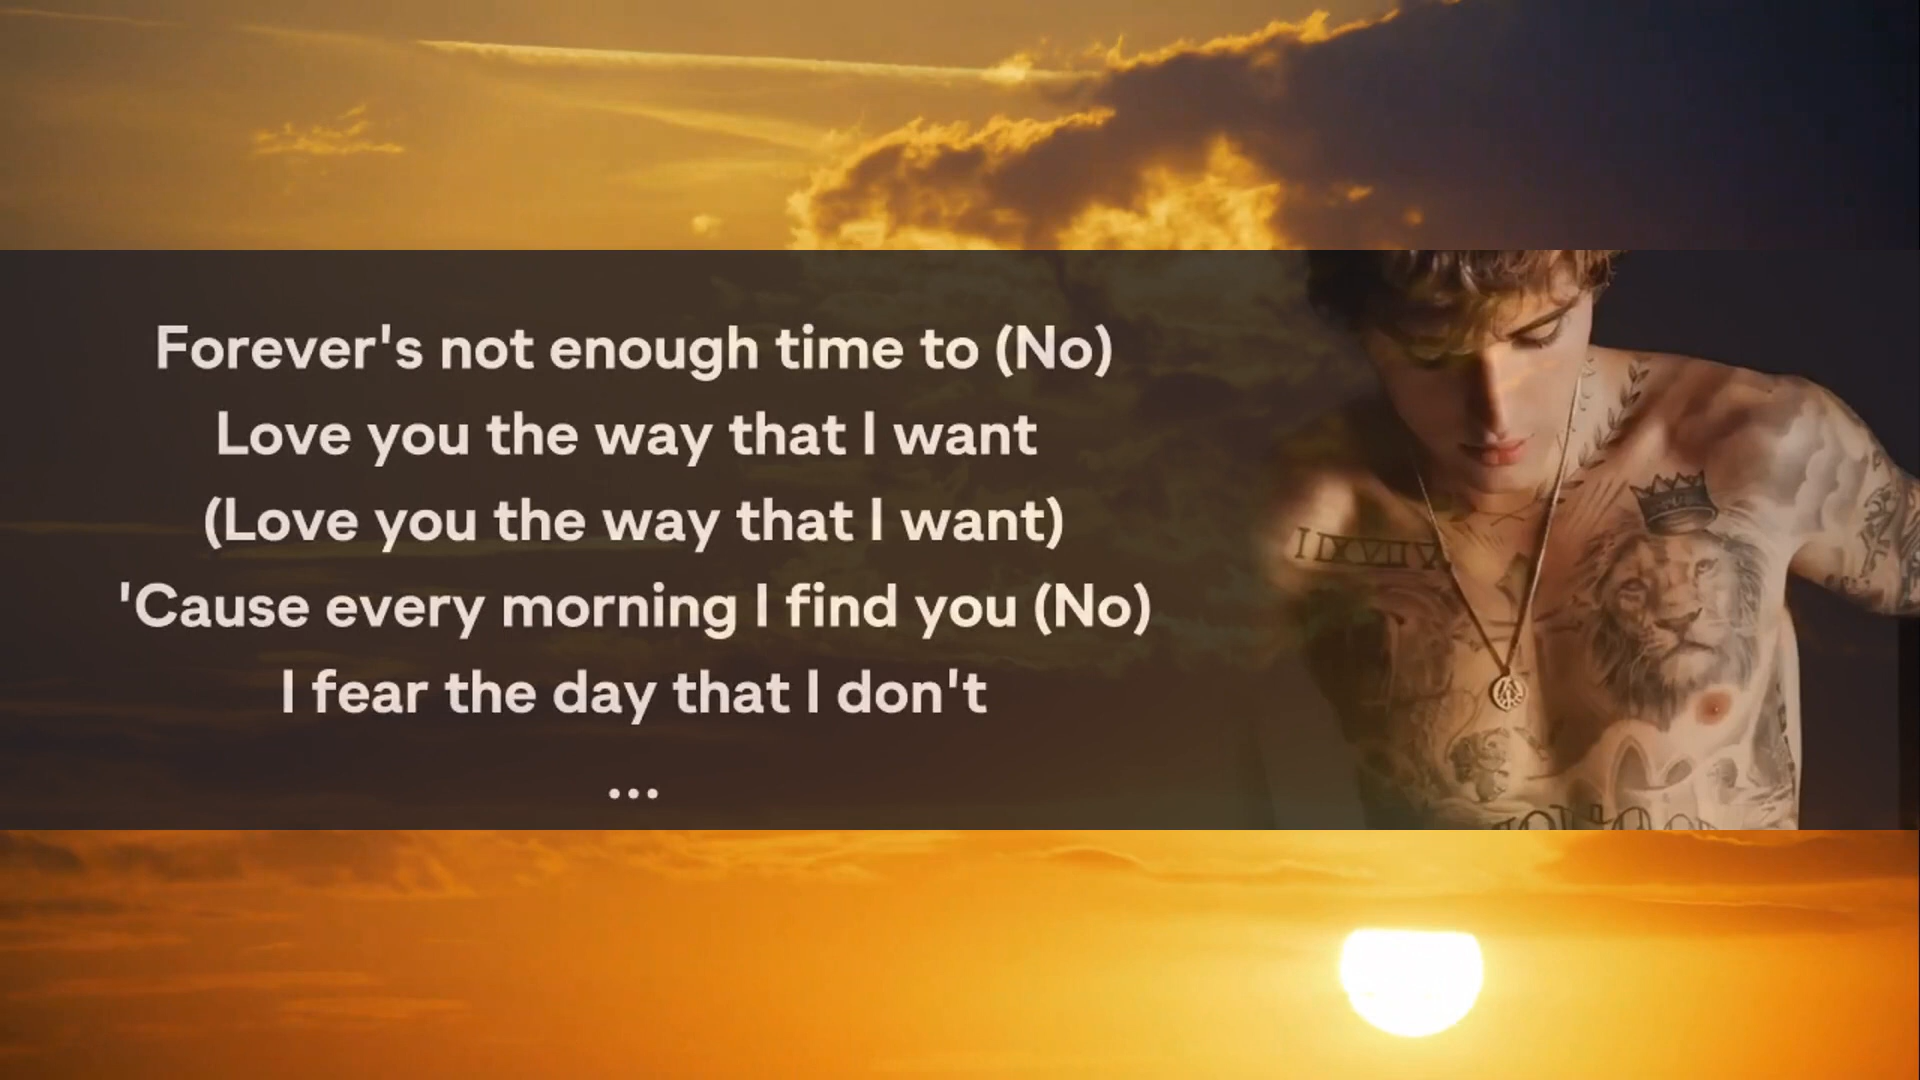 Forever's not enough time to (No)
Love you the way that I want
(Love you the way that I want)
'Cause every morning I find you (No)
I fear the day that I don't
...